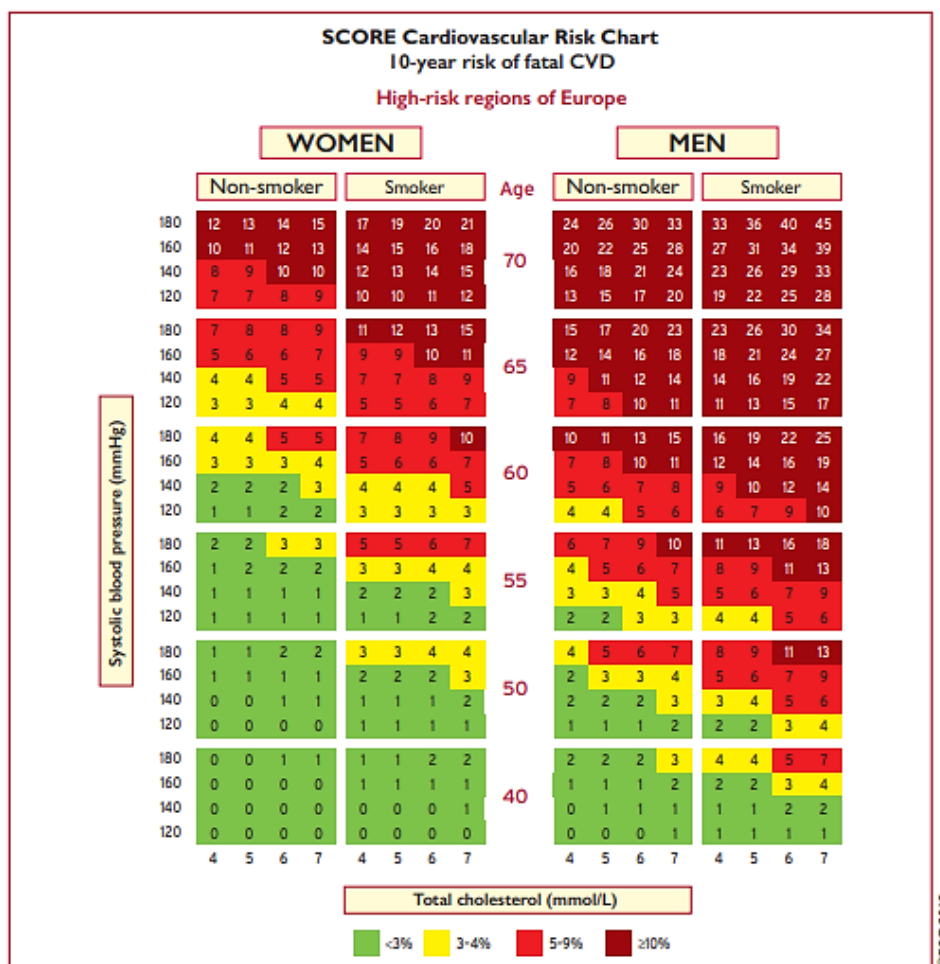 SCORE Cardiovascular Risk Chart
10-year risk of fatal CVD
High-risk regions of Europe
WOMEN MEN
Non-smoker Smoker Age Non-smoker Smoker
180 12 13 14 15 17 19 20 21 24 26 30 33 33 36 40 45
160 10 11 12 13 14 15 16 18 20 22 25 28 27 31 34 39
70
140 8 9 10 10 12 13 14 15 16 18 21 24 23 26 29 33
120 7 7 8 9 10 10 11 12 13 15 17 20 19 22 25 28
180 7 8 8 9 11 12 13 15 15 17 20 23 23 26 30 34
160 5 6 6 7 9 9 10 11 12 14 16 18 18 21 24 27
65
140 4 4 5 5 7 7 8 9 9 11 12 14 14 16 19 22
120 3 3 4 4 5 5 6 7 7 8 10 11 11 13 15 17
180 4 4 5 5 7 8 9 10 10 11 13 15 16 19 22 25
160 3 3 3 4 5 6 6 7 7 8 10 11 12 14 16 19
60
140 2 2 2 3 4 4 4 5 5 6 7 8 9 10 12 14
120 1 1 2 2 3 3 3 3 4 4 5 6 6 7 9 10
180 2 2 3 3 5 5 6 7 6 7 9 10 11 13 16 18
160 1 2 2 2 3 3 4 4 4 5 6 7 8 9 11 13
55
140 1 1 1 1 2 2 2 3 3 3 4 5 5 6 7 9
120 1 1 1 1 1 1 2 2 2 2 3 3 4 4 5 6
180 1 1 2 2 3 3 4 4 4 5 6 7 8 9 11 13
160 1 1 1 1 2 2 2 3 2 3 3 4 5 6 7 9
50
140 0 0 1 1 1 1 1 2 2 2 2 3 3 4 5 6
120 0 0 0 0 1 1 1 1 1 1 1 2 2 2 3 4
180 0 0 1 1 1 1 2 2 2 2 2 3 4 4 5 7
160 0 0 0 0 1 1 1 1 1 1 1 2 2 2 3 4
40
140 0 0 0 0 0 0 0 1 0 1 1 1 1 1 2 2
120 0 0 0 0 0 0 0 0 0 0 0 1 1 1 1 1
4 5 6 7 4 5 6 7 4 5 6 7 4 5 6 7
Systolic blood pressure (mmHg)
Total cholesterol (mmol/L)
<3% 3-4% 5-9% ≥10%